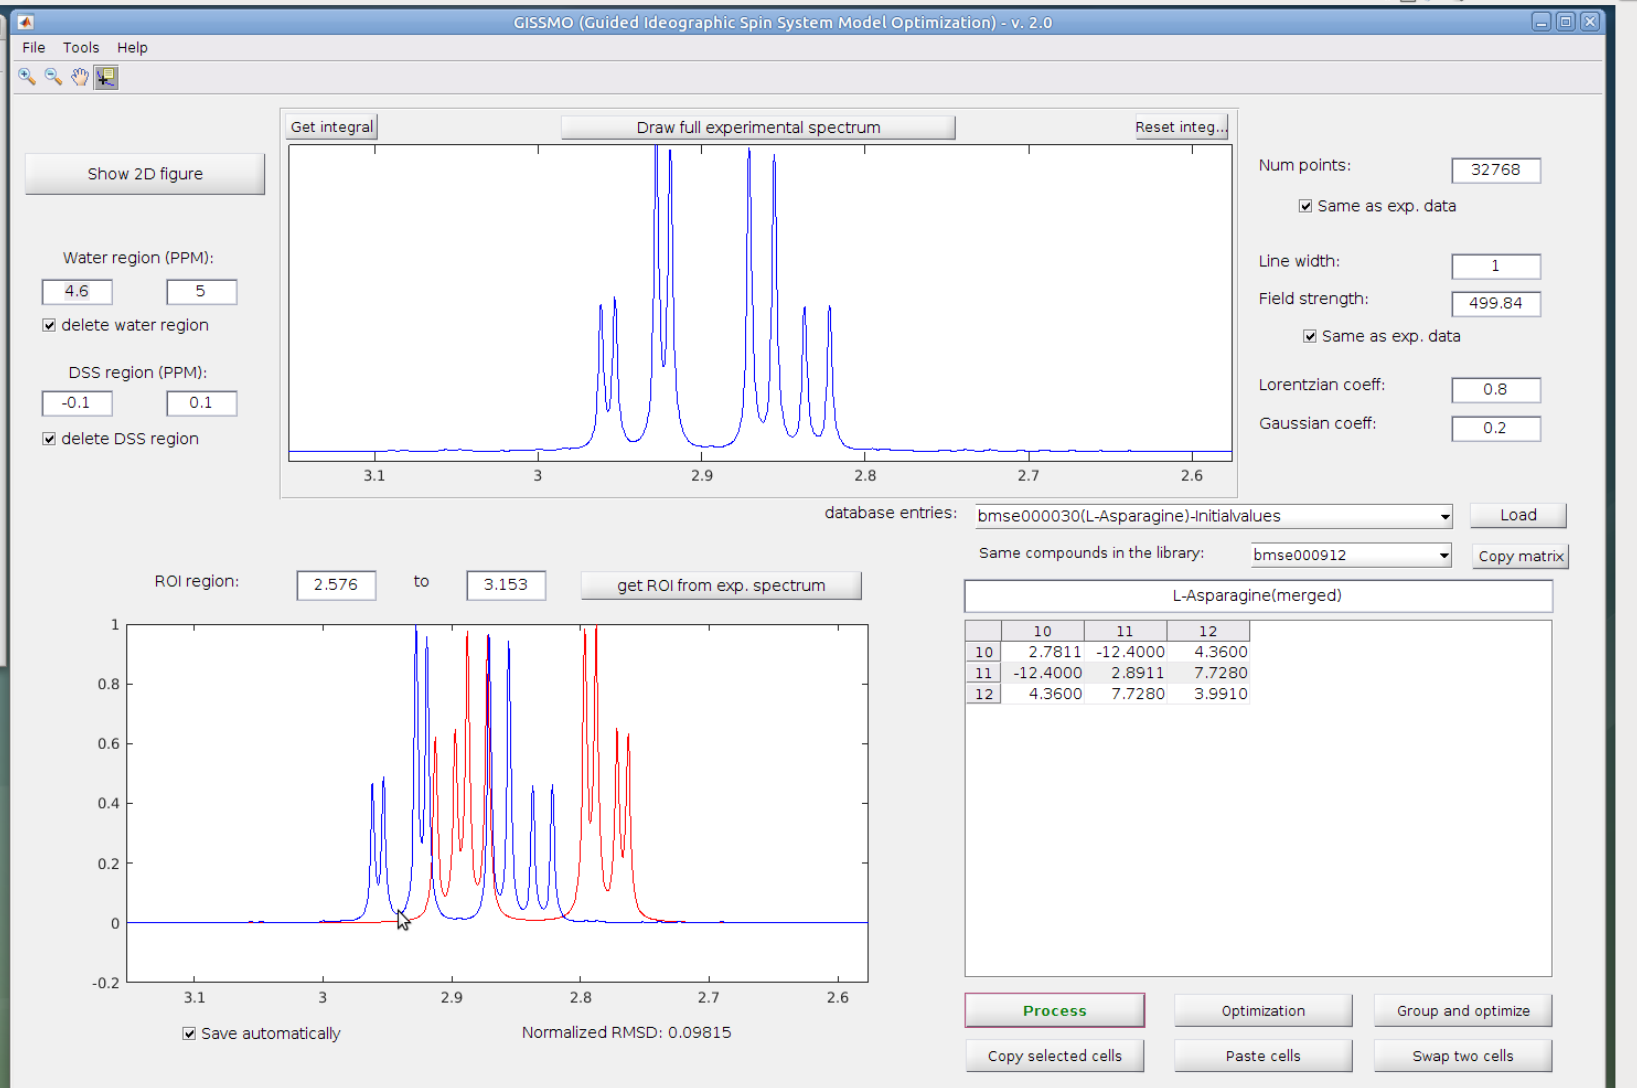 GISSMO (Guided Ideographic Spin System Model Optimization) - v. 2.0
File Tools Help
Get integral Draw full experimental spectrum Reset integ...
Show 2D figure
Num points: 32768
Same as exp. data
Water region (PPM):
4.6 5
delete water region
Line width: 1
Field strength: 499.84
Same as exp. data
DSS region (PPM):
-0.1 0.1
delete DSS region
Lorentzian coeff: 0.8
Gaussian coeff: 0.2
3.1 3 2.9 2.8 2.7 2.6
database entries: bmse000030(L-Asparagine)-Initialvalues Load
Same compounds in the library: bmse000912 Copy matrix
ROI region: 2.576 to 3.153 get ROI from exp. spectrum
L-Asparagine(merged)
10 11 12
10 2.7811 -12.4000 4.3600
11 -12.4000 2.8911 7.7280
12 4.3600 7.7280 3.9910
1
0.8
0.6
0.4
0.2
0
-0.2
3.1 3 2.9 2.8 2.7 2.6
Save automatically Normalized RMSD: 0.09815
Process Optimization Group and optimize
Copy selected cells Paste cells Swap two cells